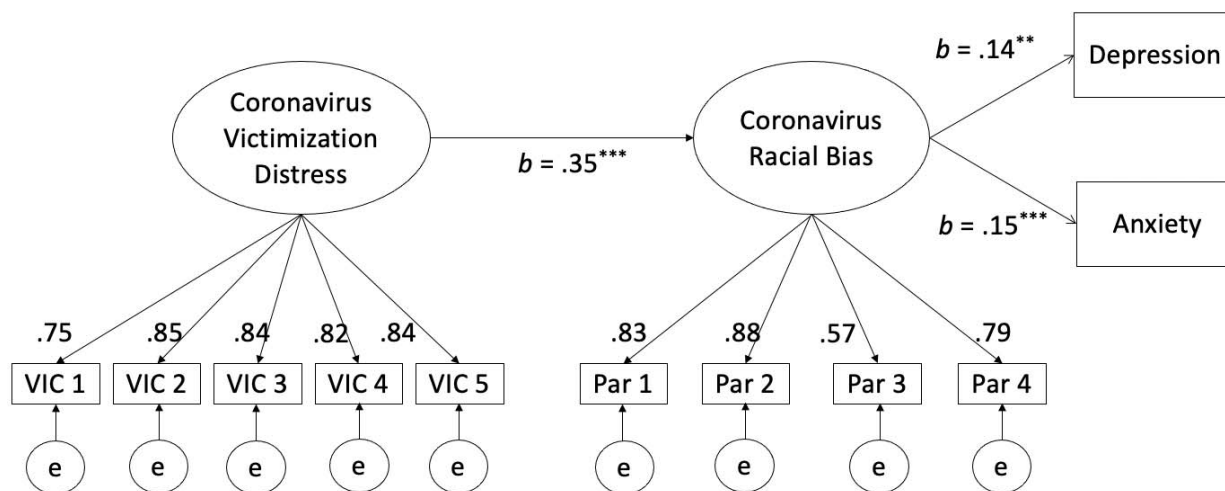 b = .14**
Depression
Coronavirus
Victimization
Distress
Coronavirus
Racial Bias
b = .35***
b = .15***
Anxiety
.75 .85 .84 .82 .84 .83 .88 .57 .79
VIC 1 VIC 2 VIC 3 VIC 4 VIC 5 Par 1 Par 2 Par 3 Par 4
e e e e e e e e e